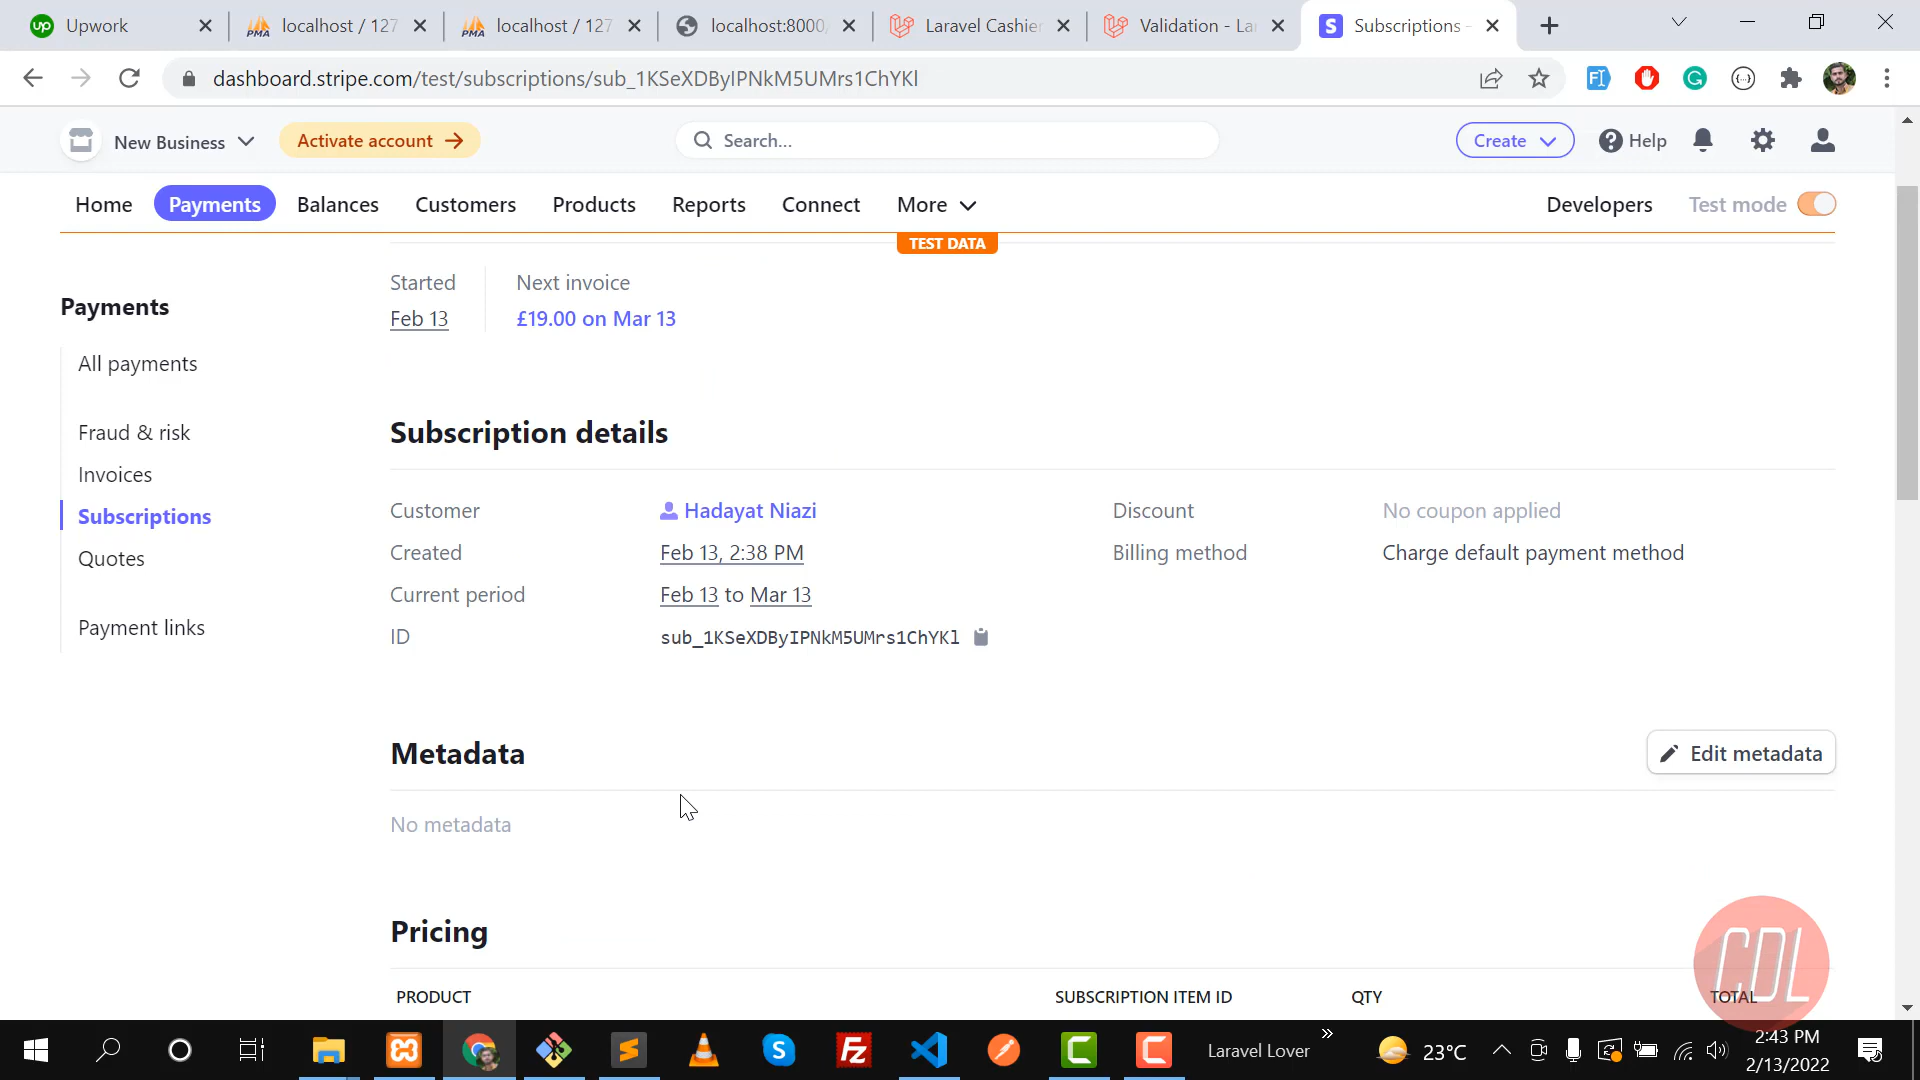 Upwork
localhost / 127
localhost / 127
localhost:8000/
Laravel Cashier
Validation - La
Subscriptions -
dashboard.stripe.com/test/subscriptions/sub_1KSeXDByIPNkM5UMrs1ChYKl
New Business
Activate account
Search...
Create
Help
Home
Payments
Balances
Customers
Products
Reports
Connect
More
Developers
Test mode
TEST DATA
Started
Feb 13
Next invoice
£19.00 on Mar 13
Payments
All payments
Fraud & risk
Invoices
Subscriptions
Quotes
Payment links
Subscription details
Customer
Hadayat Niazi
Created
Feb 13, 2:38 PM
Current period
Feb 13 to Mar 13
ID
sub_1KSeXDByIPNkM5UMrs1ChYKl
Discount
No coupon applied
Billing method
Charge default payment method
Metadata
Edit metadata
No metadata
Pricing
PRODUCT
SUBSCRIPTION ITEM ID
QTY
TOTAL
CDL
Laravel Lover
23°C
2:43 PM
2/13/2022